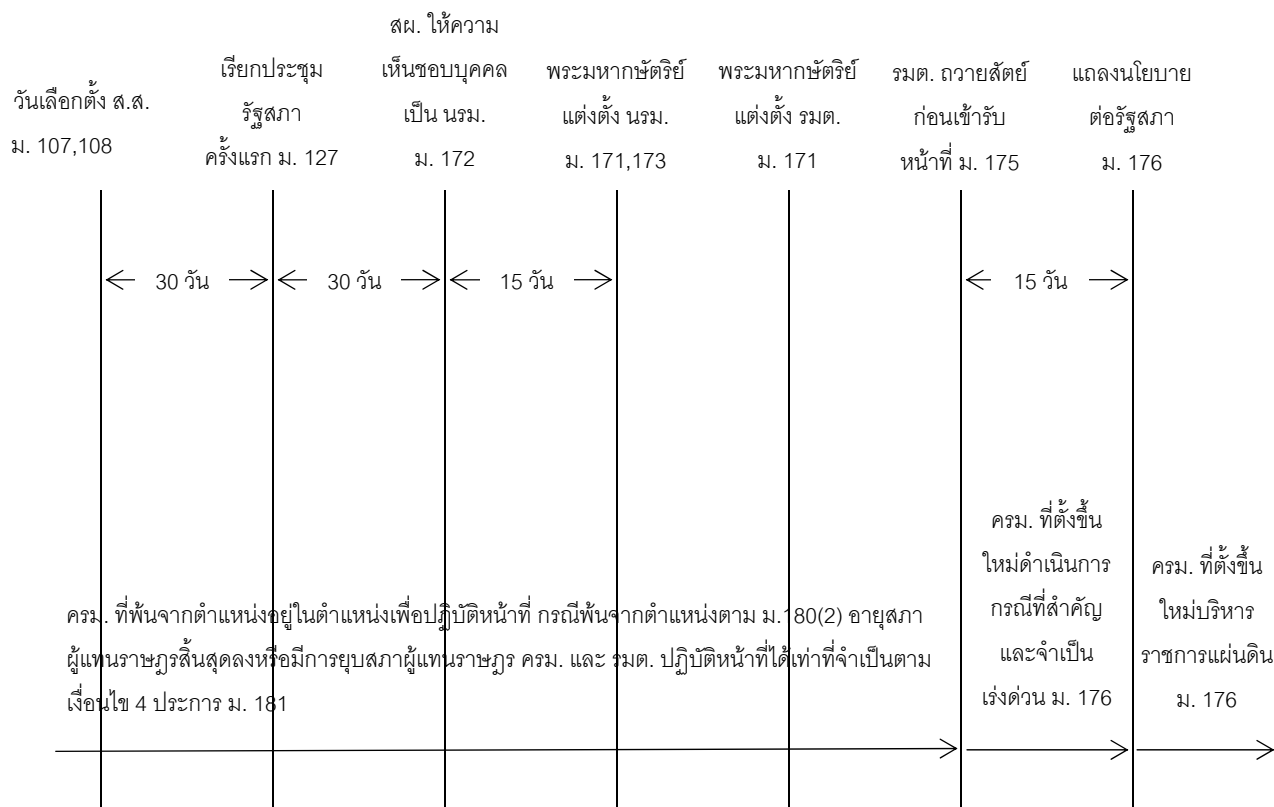 วันเลือกตั้ง ส.ส.
ม. 107,108
เรียกประชุม
รัฐสภา
ครั้งแรก ม. 127
สผ. ให้ความ
เห็นชอบบุคคล
เป็น นรม.
ม. 172
พระมหากษัตริย์
แต่งตั้ง นรม.
ม. 171,173
พระมหากษัตริย์
แต่งตั้ง รมต.
ม. 171
รมต. ถวายสัตย์
ก่อนเข้ารับ
หน้าที่ ม. 175
แถลงนโยบาย
ต่อรัฐสภา
ม. 176
30 วัน
30 วัน
15 วัน
15 วัน
ครม. ที่พ้นจากตำแหน่งอยู่ในตำแหน่งเพื่อปฏิบัติหน้าที่ กรณีพ้นจากตำแหน่งตาม ม.180(2) อายุสภา
ผู้แทนราษฎรสิ้นสุดลงหรือมีการยุบสภาผู้แทนราษฎร ครม. และ รมต. ปฏิบัติหน้าที่ได้เท่าที่จำเป็นตาม
เงื่อนไข 4 ประการ ม. 181
ครม. ที่ตั้งขึ้น
ใหม่ดำเนินการ
กรณีที่สำคัญ
และจำเป็น
เร่งด่วน ม. 176
ครม. ที่ตั้งขึ้น
ใหม่บริหาร
ราชการแผ่นดิน
ม. 176